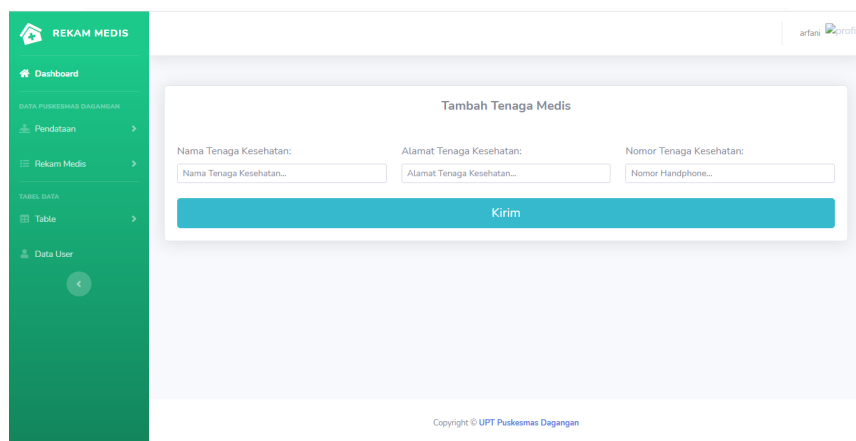 REKAM MEDIS
arfani
Dashboard
DATA PUSKESMAS DAGANGAN
Pendataan
Rekam Medis
TABEL DATA
Table
Data User
Tambah Tenaga Medis
Nama Tenaga Kesehatan: Alamat Tenaga Kesehatan: Nomor Tenaga Kesehatan:
Nama Tenaga Kesehatan... Alamat Tenaga Kesehatan... Nomor Handphone...
Kirim
Copyright © UPT Puskesmas Dagangan